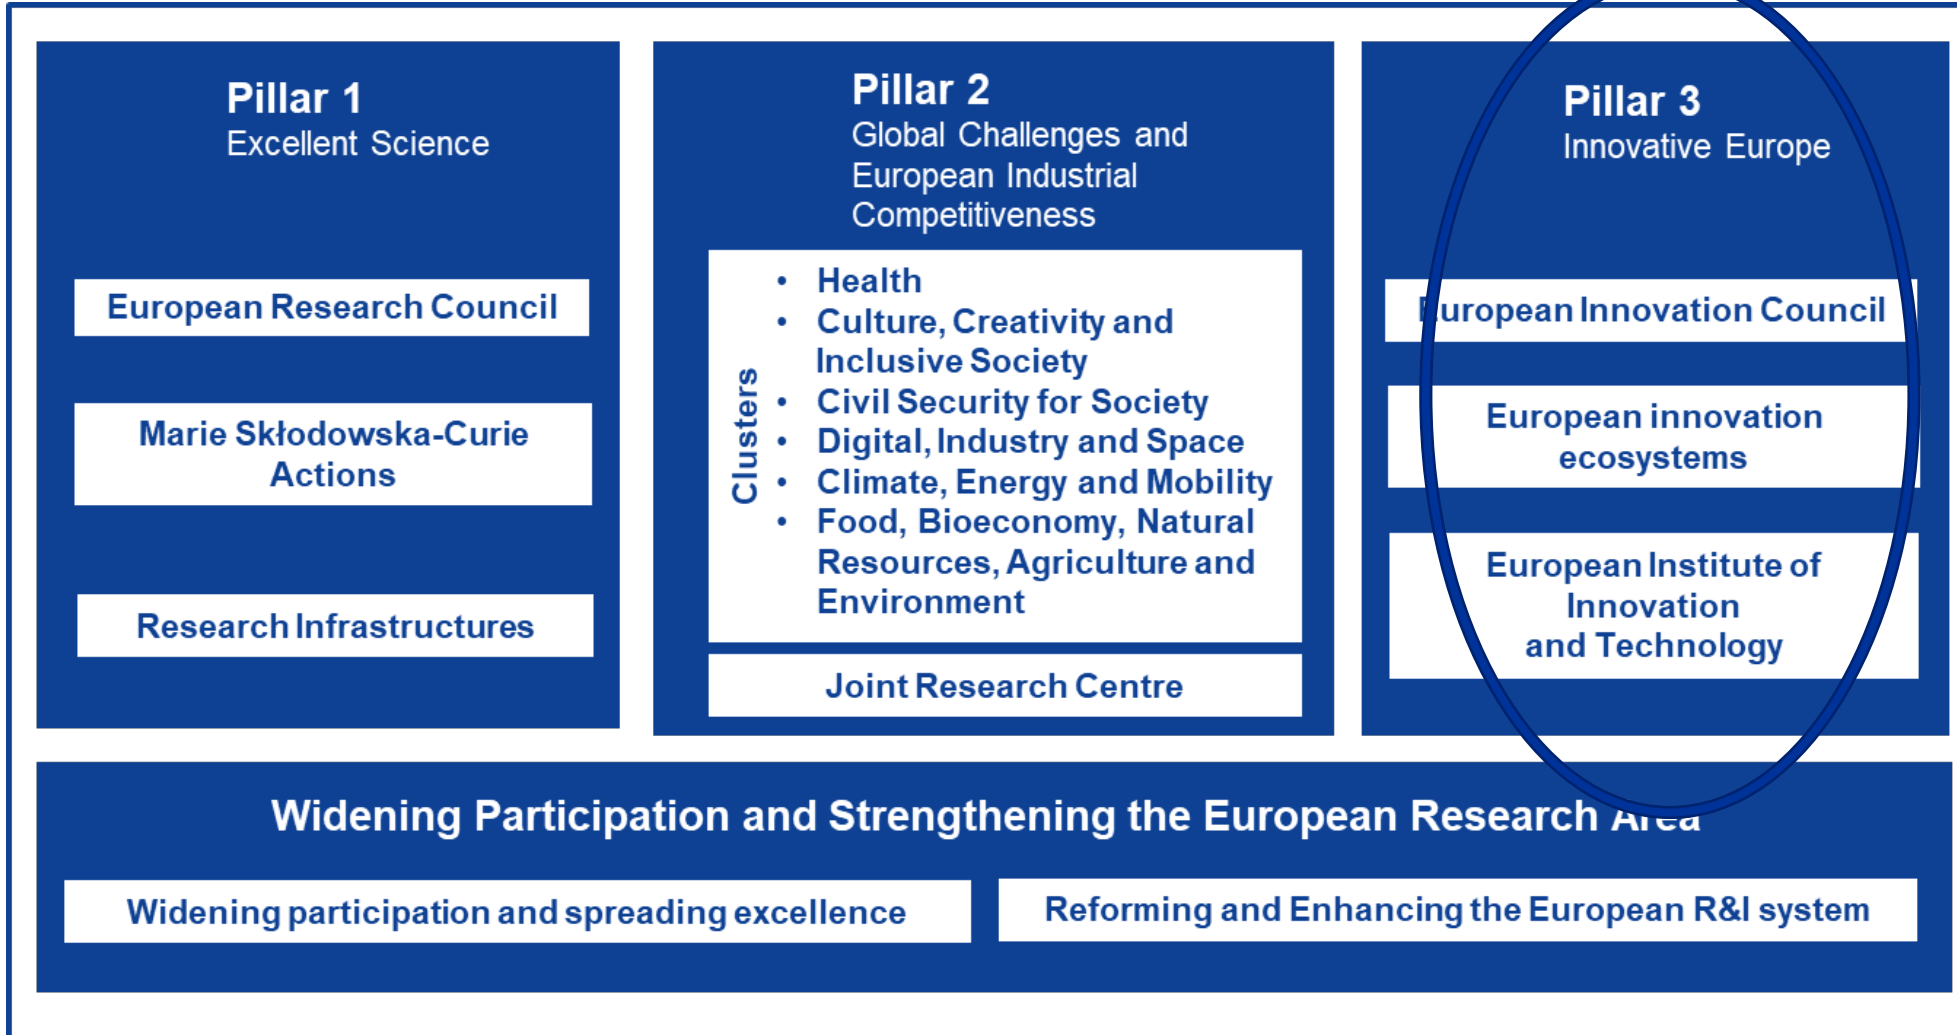 Pillar 1
Excellent Science
European Research Council
Marie Skłodowska-Curie
Actions
Research Infrastructures
Pillar 2
Global Challenges and
European Industrial
Competitiveness
Clusters
• Health
• Culture, Creativity and
Inclusive Society
• Civil Security for Society
• Digital, Industry and Space
• Climate, Energy and Mobility
• Food, Bioeconomy, Natural
Resources, Agriculture and
Environment
Joint Research Centre
Pillar 3
Innovative Europe
European Innovation Council
European innovation
ecosystems
European Institute of
Innovation
and Technology
Widening Participation and Strengthening the European Research Area
Widening participation and spreading excellence
Reforming and Enhancing the European R&I system